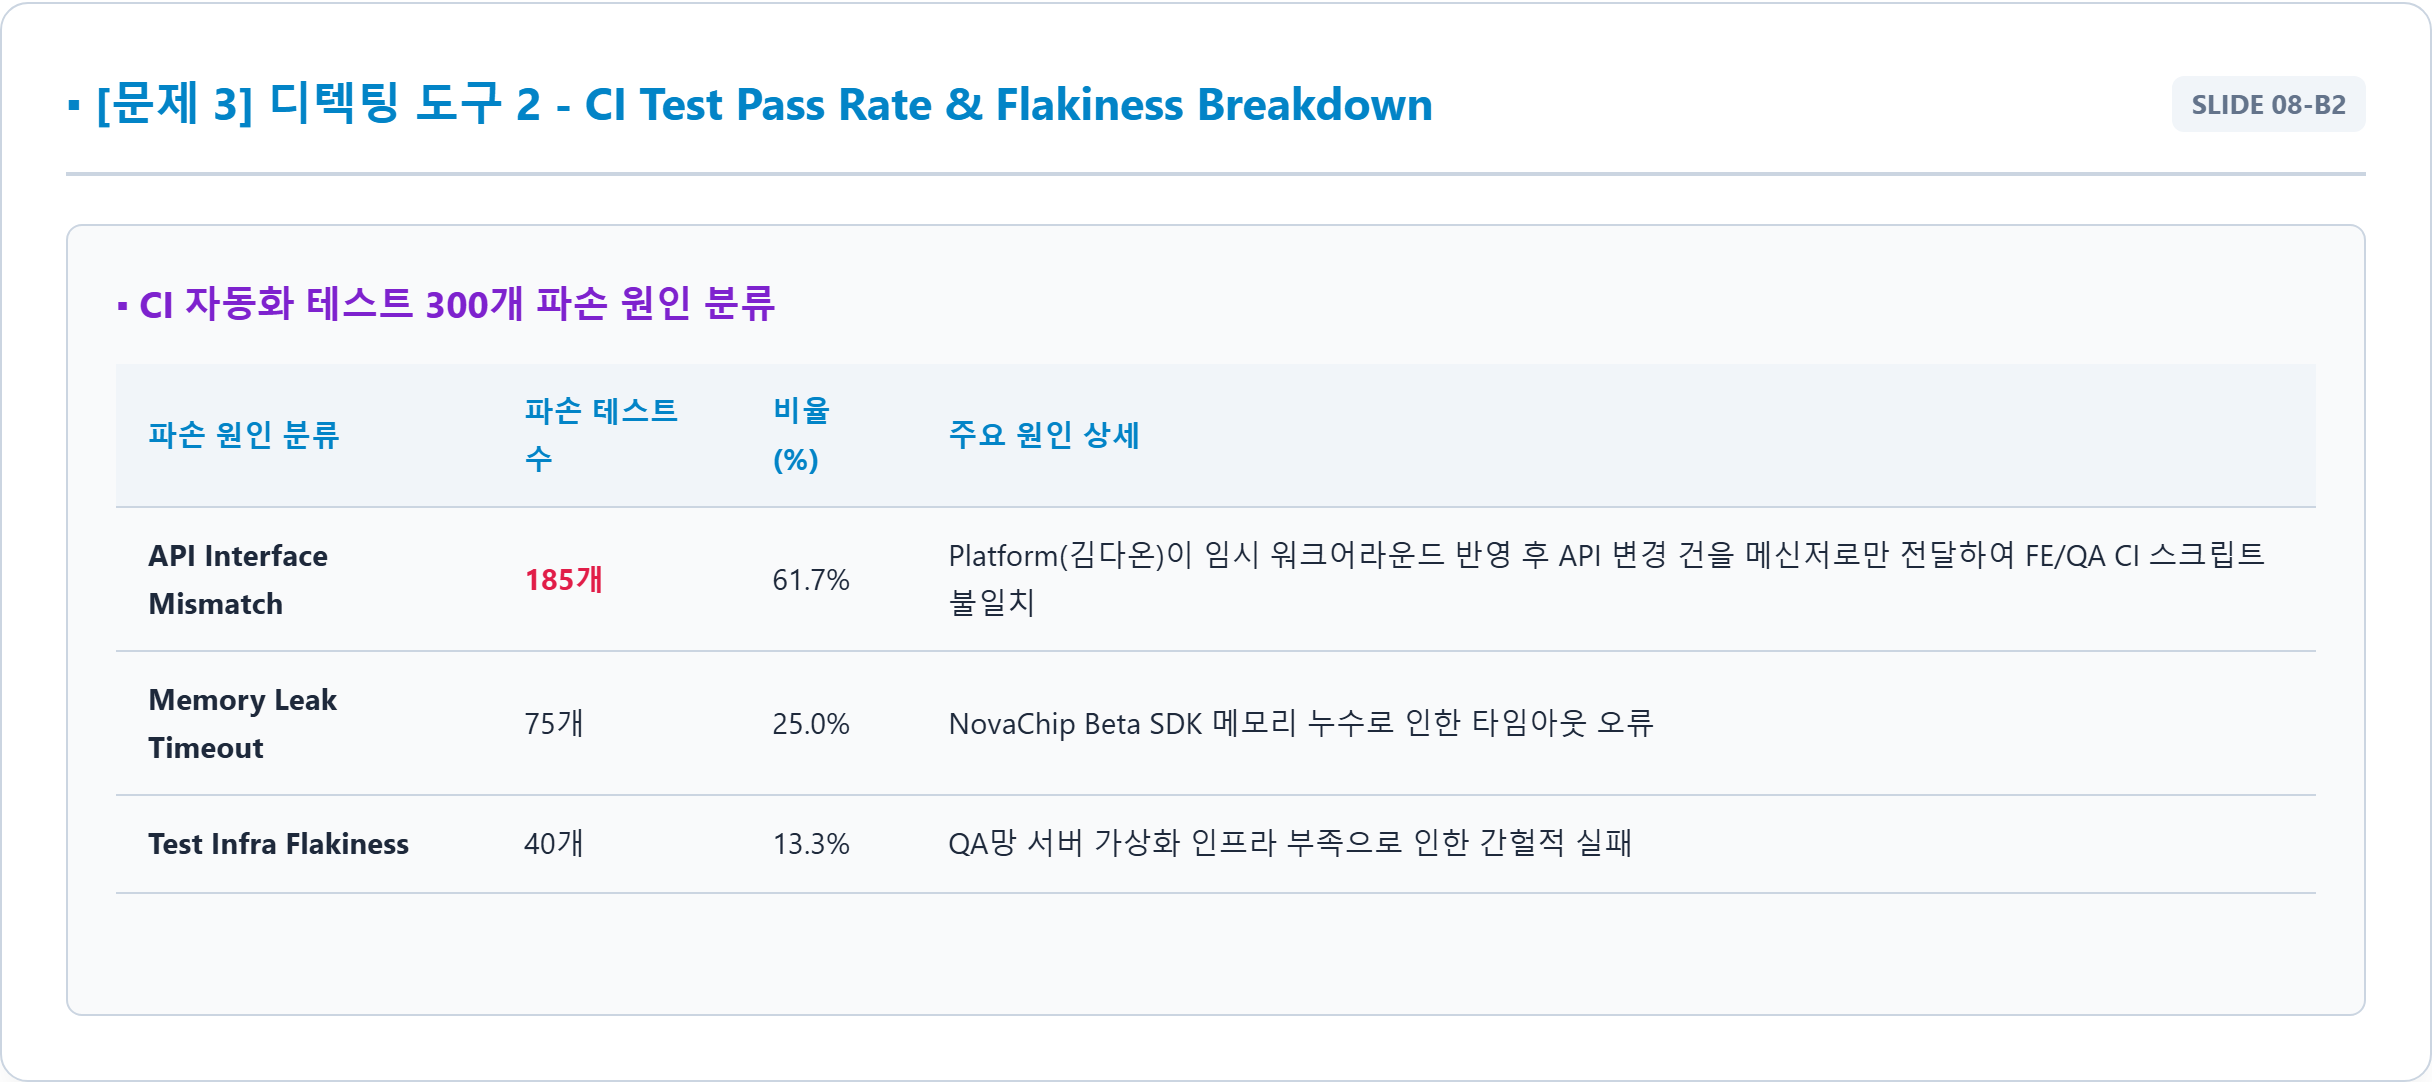 ▪ [문제 3] 디텍팅 도구 2 - CI Test Pass Rate & Flakiness Breakdown
SLIDE 08-B2
▪ CI 자동화 테스트 300개 파손 원인 분류
파손 원인 분류
파손 테스트
수
비율
(%)
주요 원인 상세
API Interface
Mismatch
185개
61.7%
Platform(김다온)이 임시 워크어라운드 반영 후 API 변경 건을 메신저로만 전달하여 FE/QA CI 스크립트
불일치
Memory Leak
Timeout
75개
25.0%
NovaChip Beta SDK 메모리 누수로 인한 타임아웃 오류
Test Infra Flakiness
40개
13.3%
QA망 서버 가상화 인프라 부족으로 인한 간헐적 실패